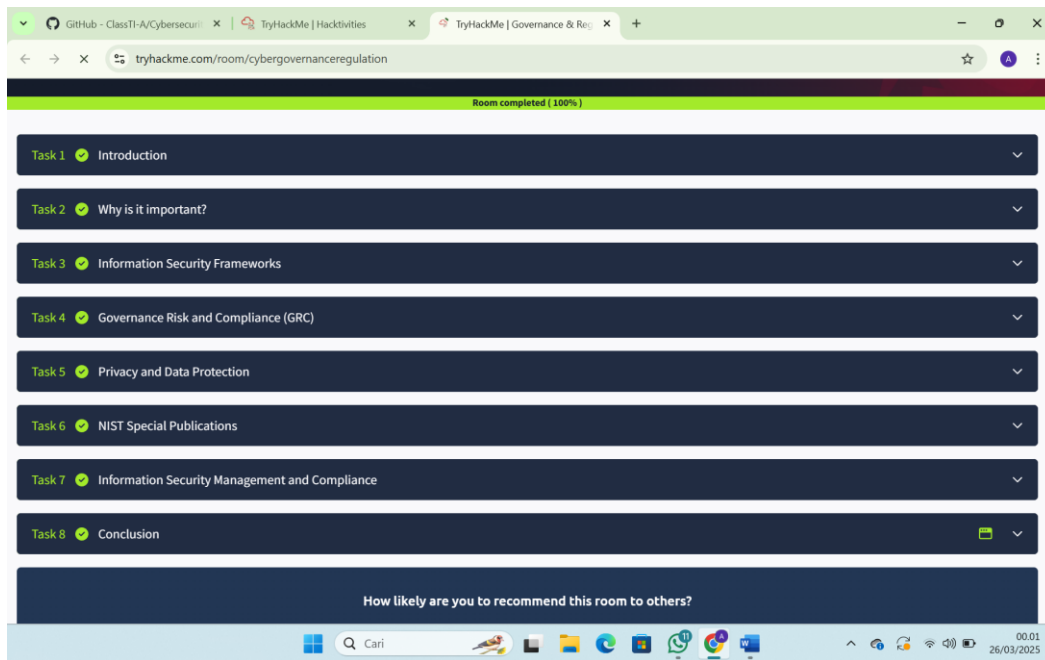 GitHub - ClassTI-A/Cybersecuri
TryHackMe | Hacktivities
TryHackMe | Governance & Reg
tryhackme.com/room/cybergovernanceregulation
A
Room completed ( 100% )
Task 1 Introduction
Task 2 Why is it important?
Task 3 Information Security Frameworks
Task 4 Governance Risk and Compliance (GRC)
Task 5 Privacy and Data Protection
Task 6 NIST Special Publications
Task 7 Information Security Management and Compliance
Task 8 Conclusion
How likely are you to recommend this room to others?
Cari
00.01
26/03/2025